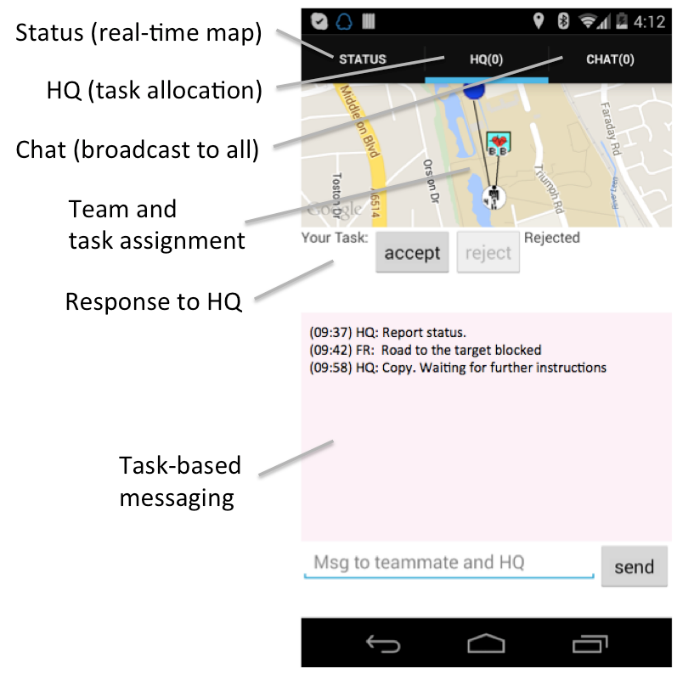 Status (real-time map)
HQ (task allocation)
Chat (broadcast to all)
Team and
task assignment
Response to HQ
Task-based
messaging
4:12
STATUS
HQ(0)
CHAT(0)
Middleton Blvd
Orston Dr
Toston Dr
A6514
Triumph Rd
Faraday Rd
Google
B B
Your Task:
accept
reject
Rejected
(09:37) HQ: Report status.
(09:42) FR: Road to the target blocked
(09:58) HQ: Copy. Waiting for further instructions
Msg to teammate and HQ
send